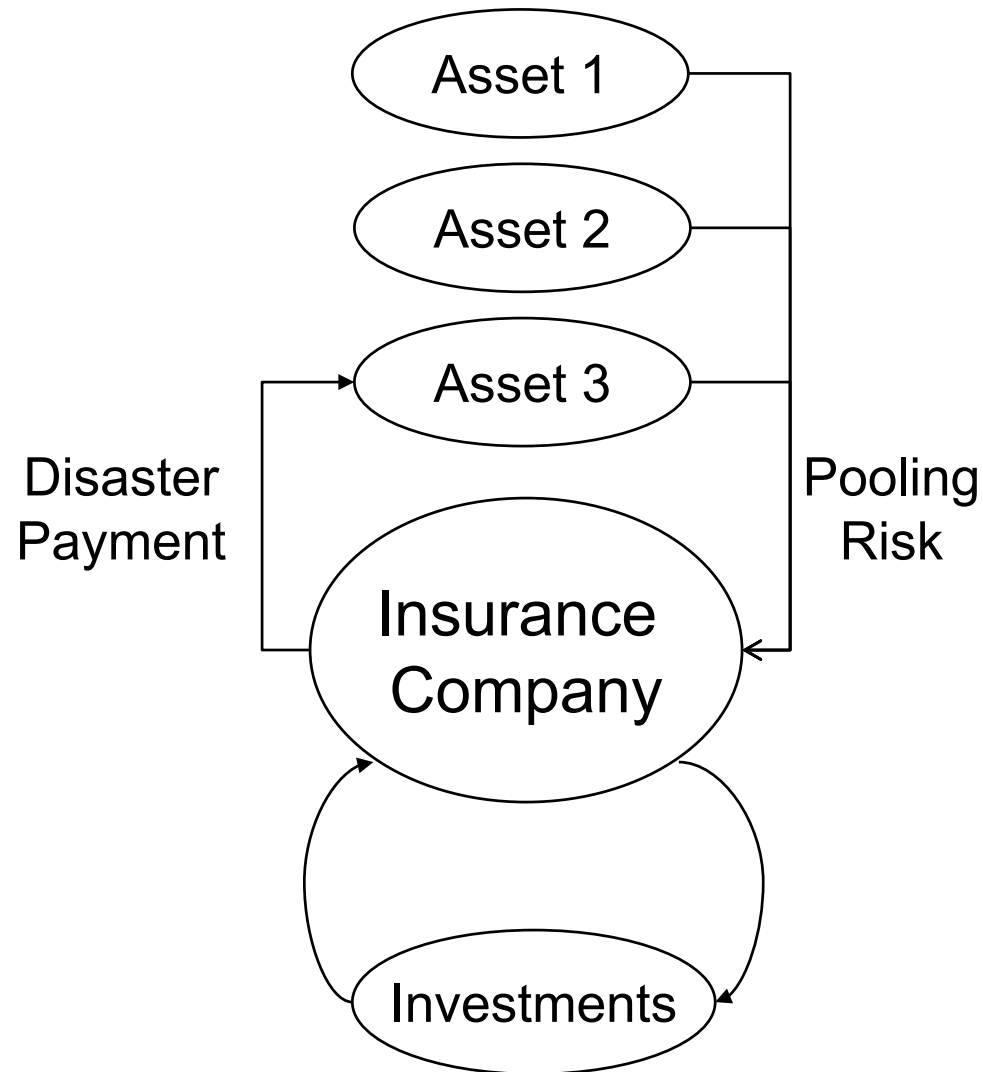 Asset 1
Asset 2
Asset 3
Disaster
Payment
Pooling
Risk
Insurance
Company
Investments